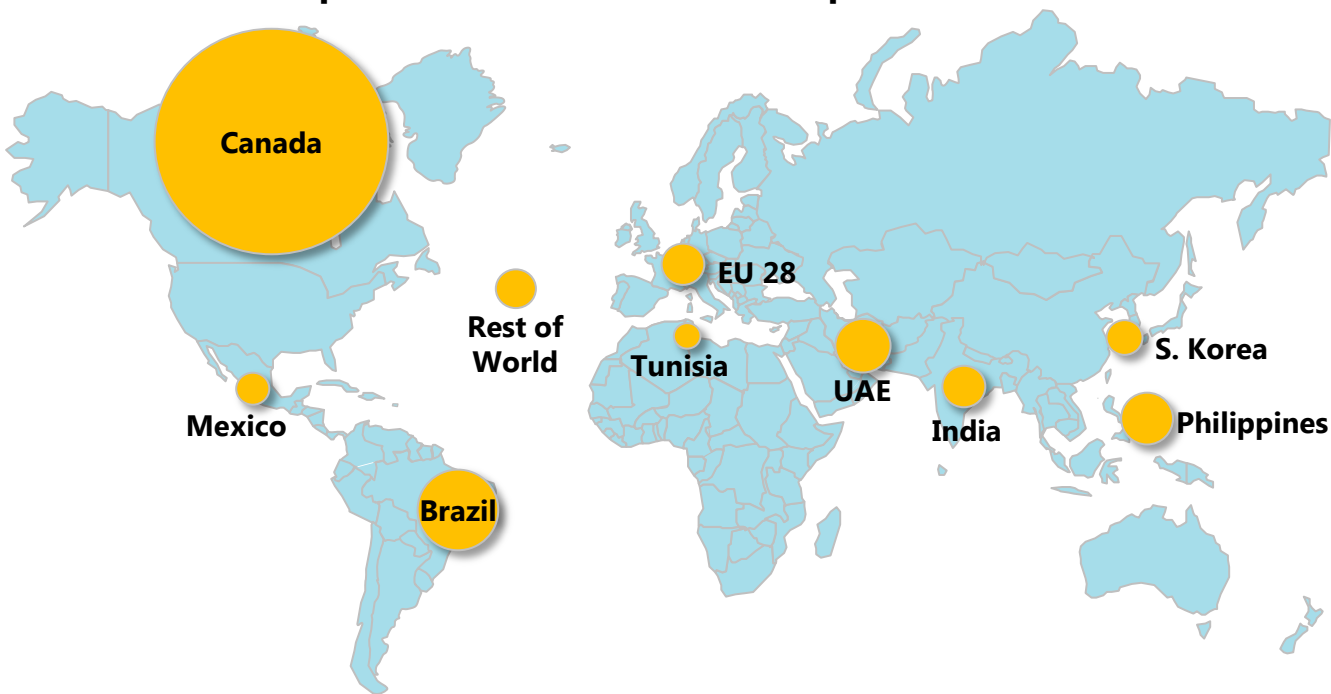 Canada
EU 28
Rest of
World
Tunisia
S. Korea
UAE
Mexico
India
Philippines
Brazil